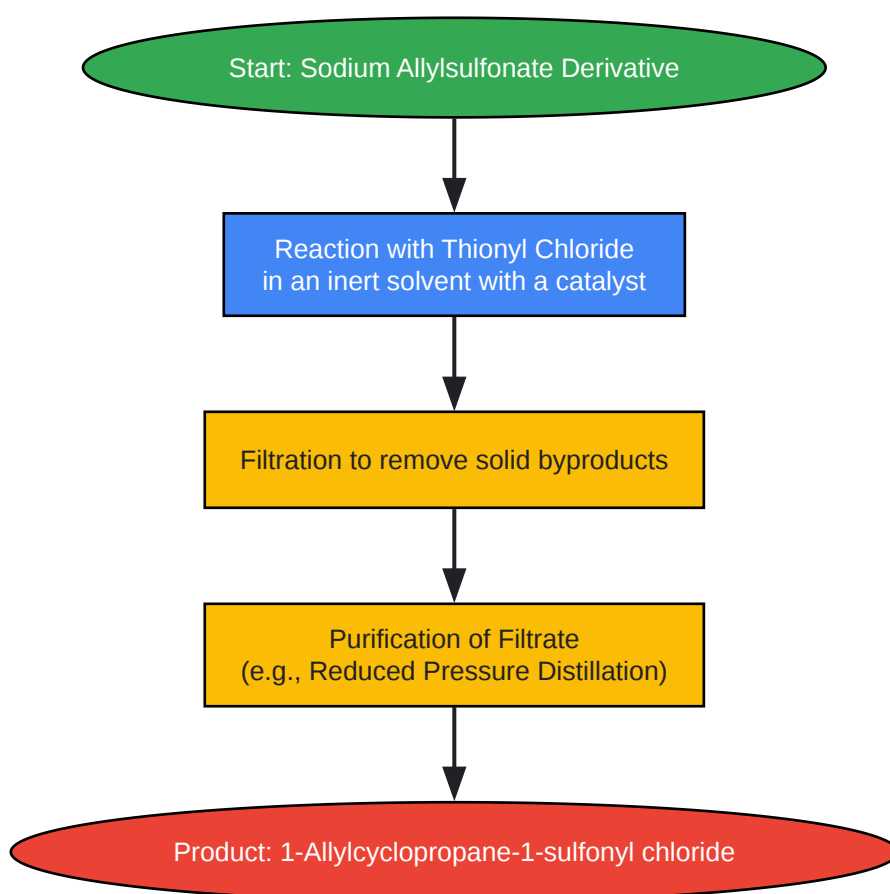 Start: Sodium Allylsulfonate Derivative
Reaction with Thionyl Chloride
in an inert solvent with a catalyst
Filtration to remove solid byproducts
Purification of Filtrate
(e.g., Reduced Pressure Distillation)
Product: 1-Allylcyclopropane-1-sulfonyl chloride